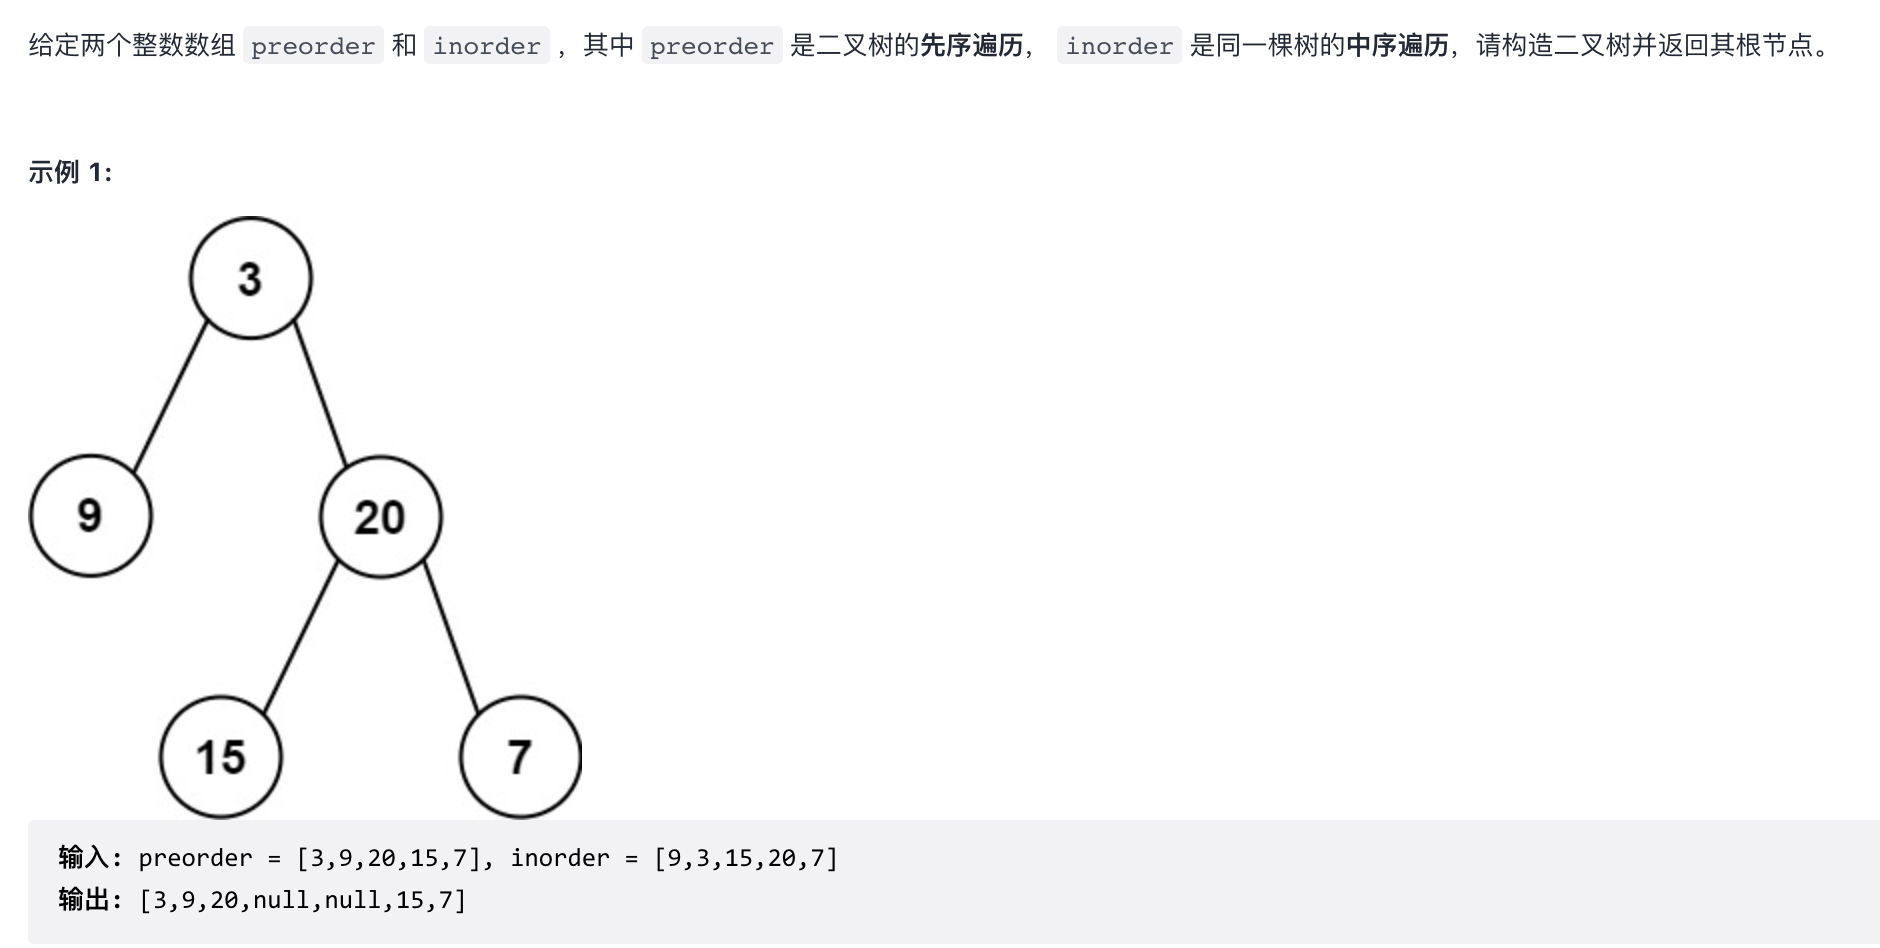 给定两个整数数组 preorder 和 inorder ，其中 preorder 是二叉树的先序遍历， inorder 是同一棵树的中序遍历，请构造二叉树并返回其根节点。
示例 1:
3
9
20
15
7
输入: preorder = [3,9,20,15,7], inorder = [9,3,15,20,7]
输出: [3,9,20,null,null,15,7]